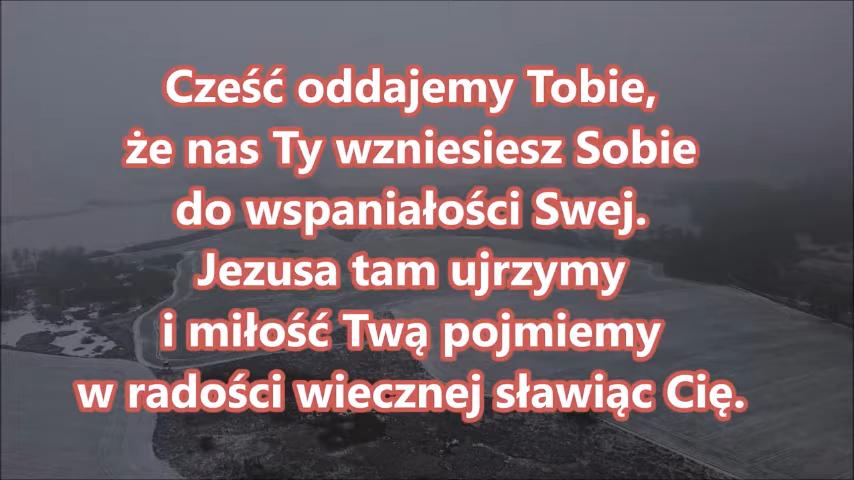 Cześć oddajemy Tobie,
że nas Ty wzniesiesz Sobie
do wspaniałości Swej.
Jezusa tam ujrzymy
i miłość Twą pojmiemy
w radości wiecznej sławiąc Cię.